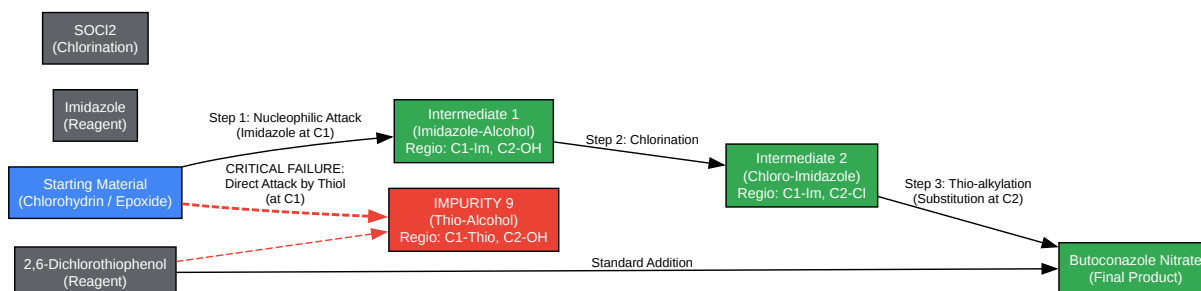 SOCl2
(Chlorination)
Imidazole
(Reagent)
Starting Material
(Chlorohydrin / Epoxide)
2,6-Dichlorothiophenol
(Reagent)
Step 1: Nucleophilic Attack
(Imidazole at C1)
CRITICAL FAILURE:
Direct Attack by Thiol
(at C1)
Intermediate 1
(Imidazole-Alcohol)
Regio: C1-Im, C2-OH
IMPURITY 9
(Thio-Alcohol)
Regio: C1-Thio, C2-OH
Step 2: Chlorination
Intermediate 2
(Chloro-Imidazole)
Regio: C1-Im, C2-Cl
Step 3: Thio-alkylation
(Substitution at C2)
Standard Addition
Butoconazole Nitrate
(Final Product)